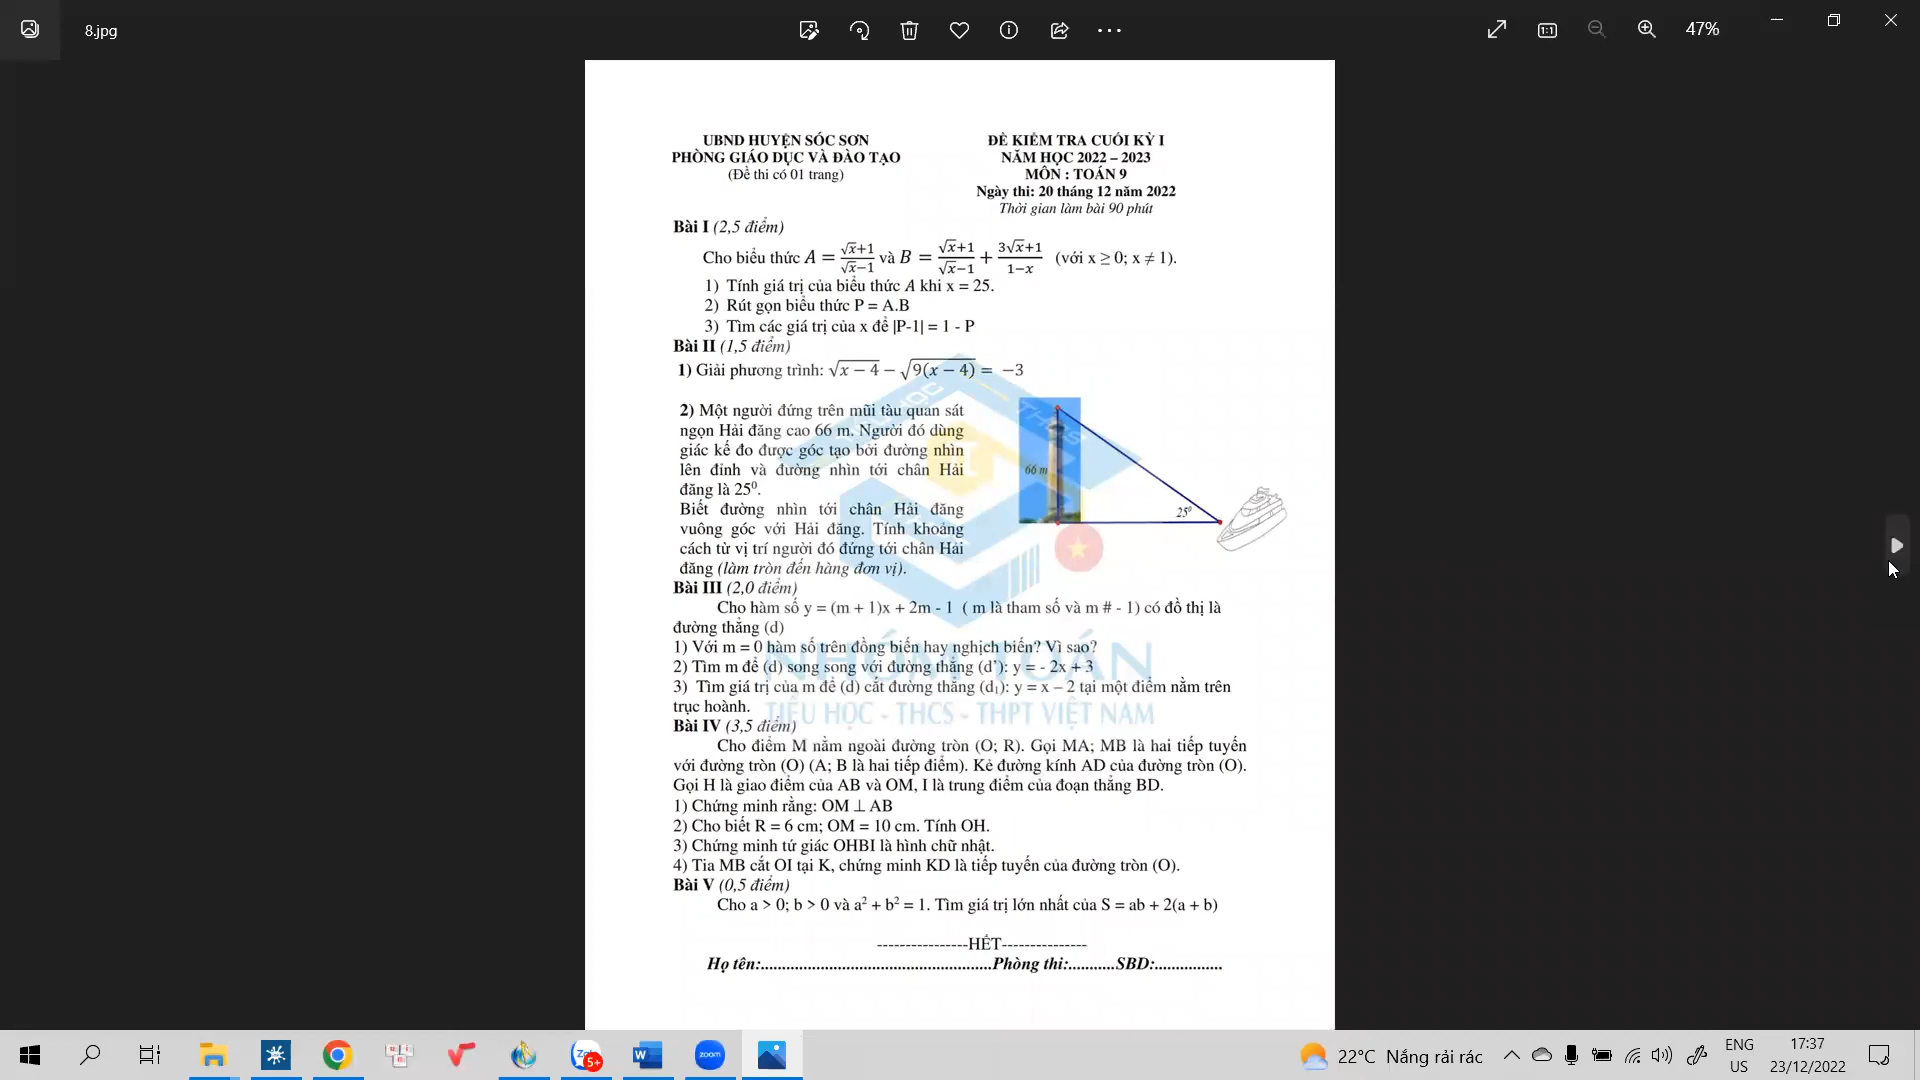 8.jpg
47%
UBND HUYỆN SÓC SƠN
PHÒNG GIÁO DỤC VÀ ĐÀO TẠO
(Đề thi có 01 trang)
ĐỀ KIỂM TRA CUỐI KỲ I
NĂM HỌC 2022 – 2023
MÔN : TOÁN 9
Ngày thi: 20 tháng 12 năm 2022
Thời gian làm bài 90 phút
Bài I (2,5 điểm)
Cho biểu thức A = (√x+1)/(√x−1) và B = (√x+1)/(√x−1) + (3√x+1)/(1−x) (với x ≥ 0; x ≠ 1).
1) Tính giá trị của biểu thức A khi x = 25.
2) Rút gọn biểu thức P = A.B
3) Tìm các giá trị của x để |P-1| = 1 - P
Bài II (1,5 điểm)
1) Giải phương trình: √(x − 4) − √(9(x − 4)) = −3
2) Một người đứng trên mũi tàu quan sát
ngọn Hải đăng cao 66 m. Người đó dùng
giác kế đo được góc tạo bởi đường nhìn
lên đỉnh và đường nhìn tới chân Hải
đăng là 25⁰.
Biết đường nhìn tới chân Hải đăng
vuông góc với Hải đăng. Tính khoảng
cách từ vị trí người đó đứng tới chân Hải
đăng (làm tròn đến hàng đơn vị).
66 m
25⁰
Bài III (2,0 điểm)
Cho hàm số y = (m + 1)x + 2m - 1 ( m là tham số và m # - 1) có đồ thị là
đường thẳng (d)
1) Với m = 0 hàm số trên đồng biến hay nghịch biến? Vì sao?
2) Tìm m để (d) song song với đường thẳng (d’): y = - 2x + 3
3) Tìm giá trị của m để (d) cắt đường thẳng (d₁): y = x – 2 tại một điểm nằm trên
trục hoành.
NHÓM TOÁN
TIỂU HỌC - THCS - THPT VIỆT NAM
Bài IV (3,5 điểm)
Cho điểm M nằm ngoài đường tròn (O; R). Gọi MA; MB là hai tiếp tuyến
với đường tròn (O) (A; B là hai tiếp điểm). Kẻ đường kính AD của đường tròn (O).
Gọi H là giao điểm của AB và OM, I là trung điểm của đoạn thẳng BD.
1) Chứng minh rằng: OM ⊥ AB
2) Cho biết R = 6 cm; OM = 10 cm. Tính OH.
3) Chứng minh tứ giác OHBI là hình chữ nhật.
4) Tia MB cắt OI tại K, chứng minh KD là tiếp tuyến của đường tròn (O).
Bài V (0,5 điểm)
Cho a > 0; b > 0 và a² + b² = 1. Tìm giá trị lớn nhất của S = ab + 2(a + b)
----------------HẾT---------------
Họ tên:............................................Phòng thi:...........SBD:................
5+
zoom
22°C Nắng rải rác
ENG
US
17:37
23/12/2022